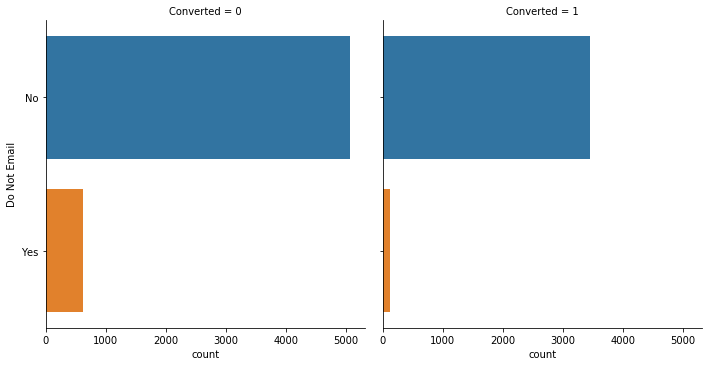 Converted = 0
Converted = 1
Do Not Email
No
Yes
0 1000 2000 3000 4000 5000
0 1000 2000 3000 4000 5000
count
count